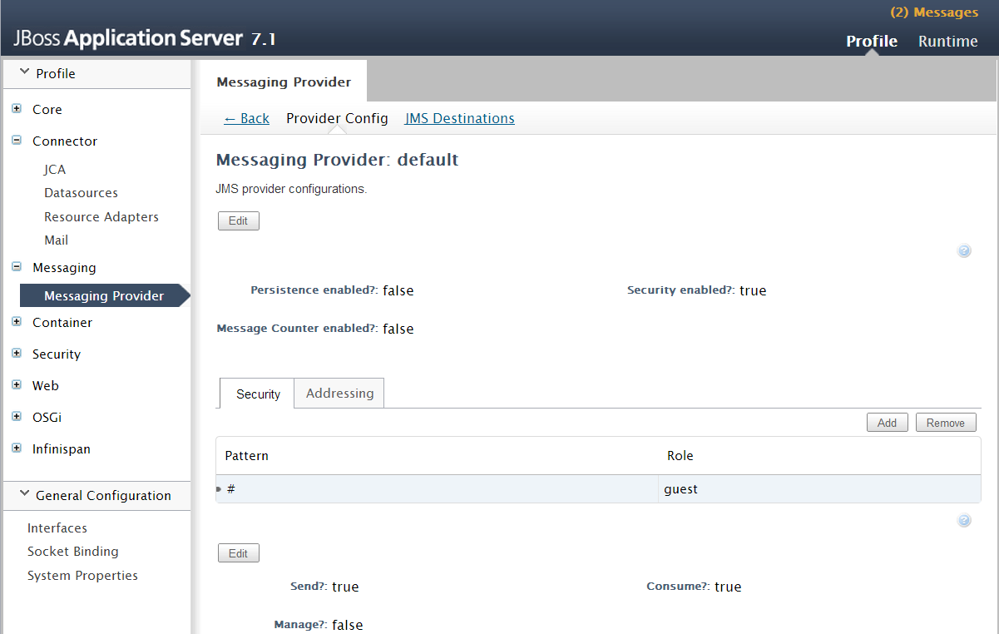 (2) Messages
JBoss Application Server 7.1
Profile Runtime
Profile
Core
Connector
JCA
Datasources
Resource Adapters
Mail
Messaging
Messaging Provider
Container
Security
Web
OSGi
Infinispan
General Configuration
Interfaces
Socket Binding
System Properties
Messaging Provider
← Back Provider Config JMS Destinations
Messaging Provider: default
JMS provider configurations.
Edit
?
Persistence enabled?: false Security enabled?: true
Message Counter enabled?: false
Security Addressing
Add Remove
Pattern Role
# guest
?
Edit
Send?: true Consume?: true
Manage?: false